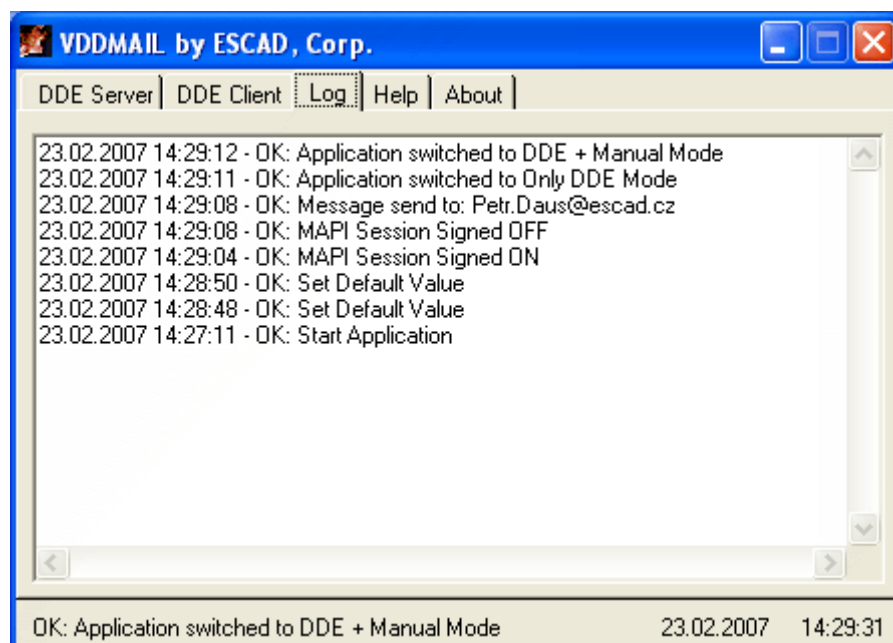 VDDMAIL by ESCAD, Corp.
DDE Server DDE Client Log Help About
23.02.2007 14:29:12 - OK: Application switched to DDE + Manual Mode
23.02.2007 14:29:11 - OK: Application switched to Only DDE Mode
23.02.2007 14:29:08 - OK: Message send to: Petr.Daus@escad.cz
23.02.2007 14:29:08 - OK: MAPI Session Signed OFF
23.02.2007 14:29:04 - OK: MAPI Session Signed ON
23.02.2007 14:28:50 - OK: Set Default Value
23.02.2007 14:28:48 - OK: Set Default Value
23.02.2007 14:27:11 - OK: Start Application
OK: Application switched to DDE + Manual Mode 23.02.2007 14:29:31